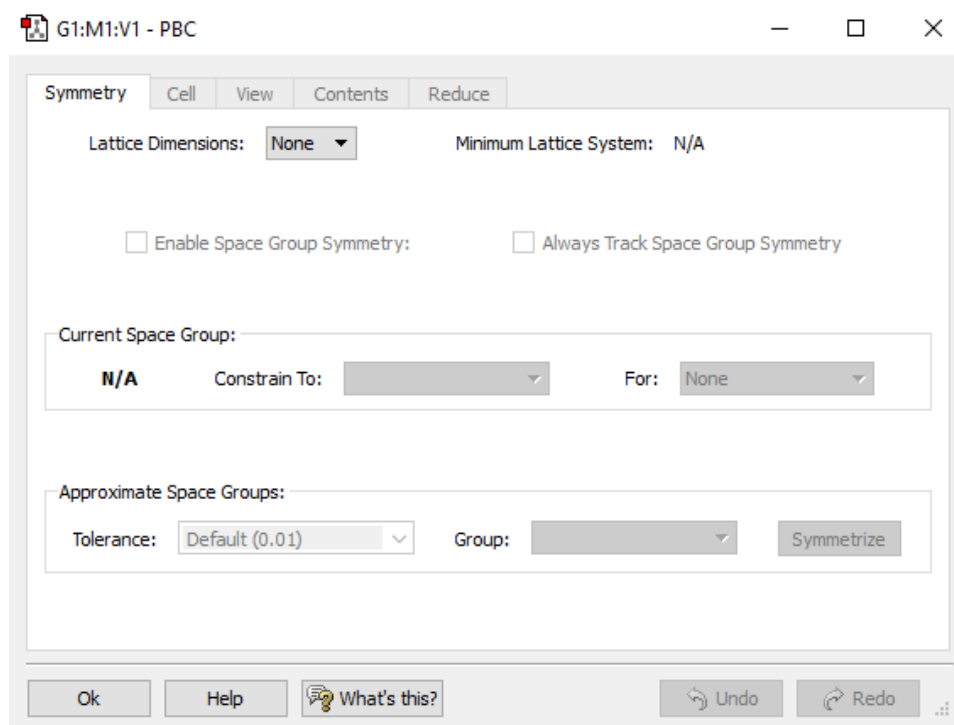 G1:M1:V1 - PBC
Symmetry Cell View Contents Reduce
Lattice Dimensions: None Minimum Lattice System: N/A
Enable Space Group Symmetry: Always Track Space Group Symmetry
Current Space Group:
N/A Constrain To: For: None
Approximate Space Groups:
Tolerance: Default (0.01) Group: Symmetrize
Ok Help What's this? Undo Redo